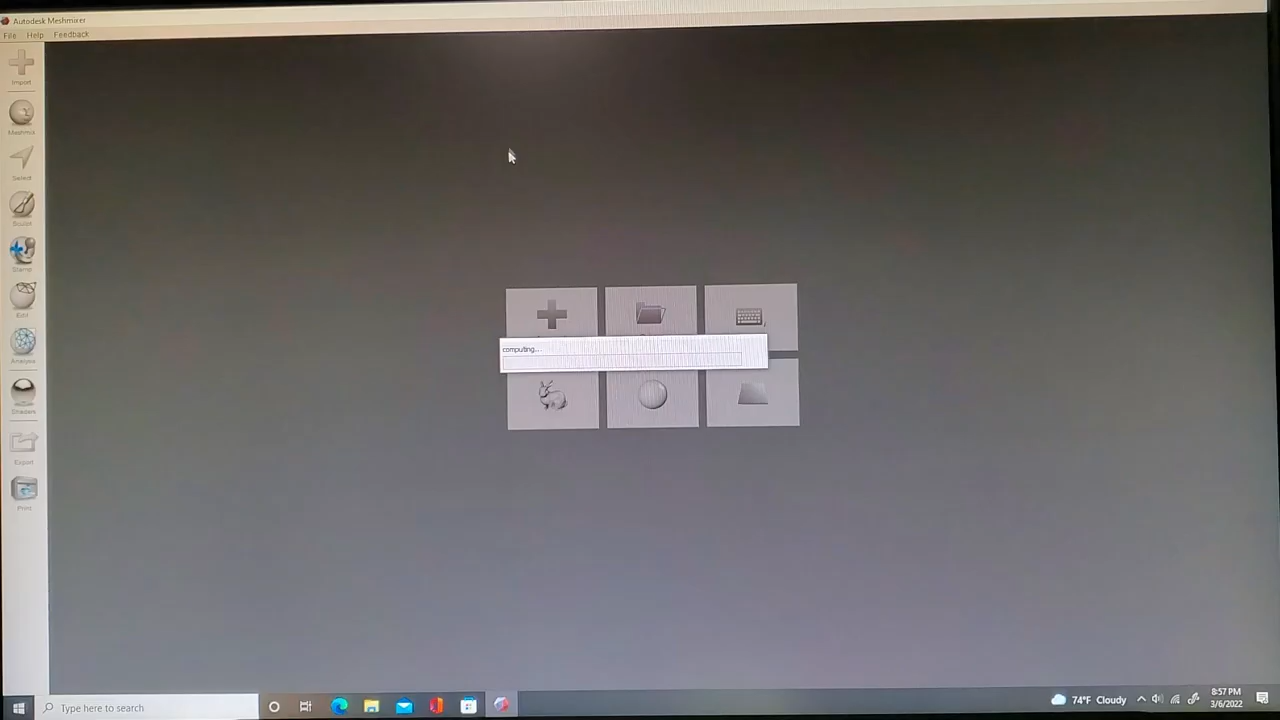 Autodesk Meshmixer
File Help Feedback
Import
Meshmix
Select
Sculpt
Stamp
Edit
Analysis
Shaders
Export
Print
computing...
Type here to search
74°F Cloudy
8:57 PM
3/6/2022